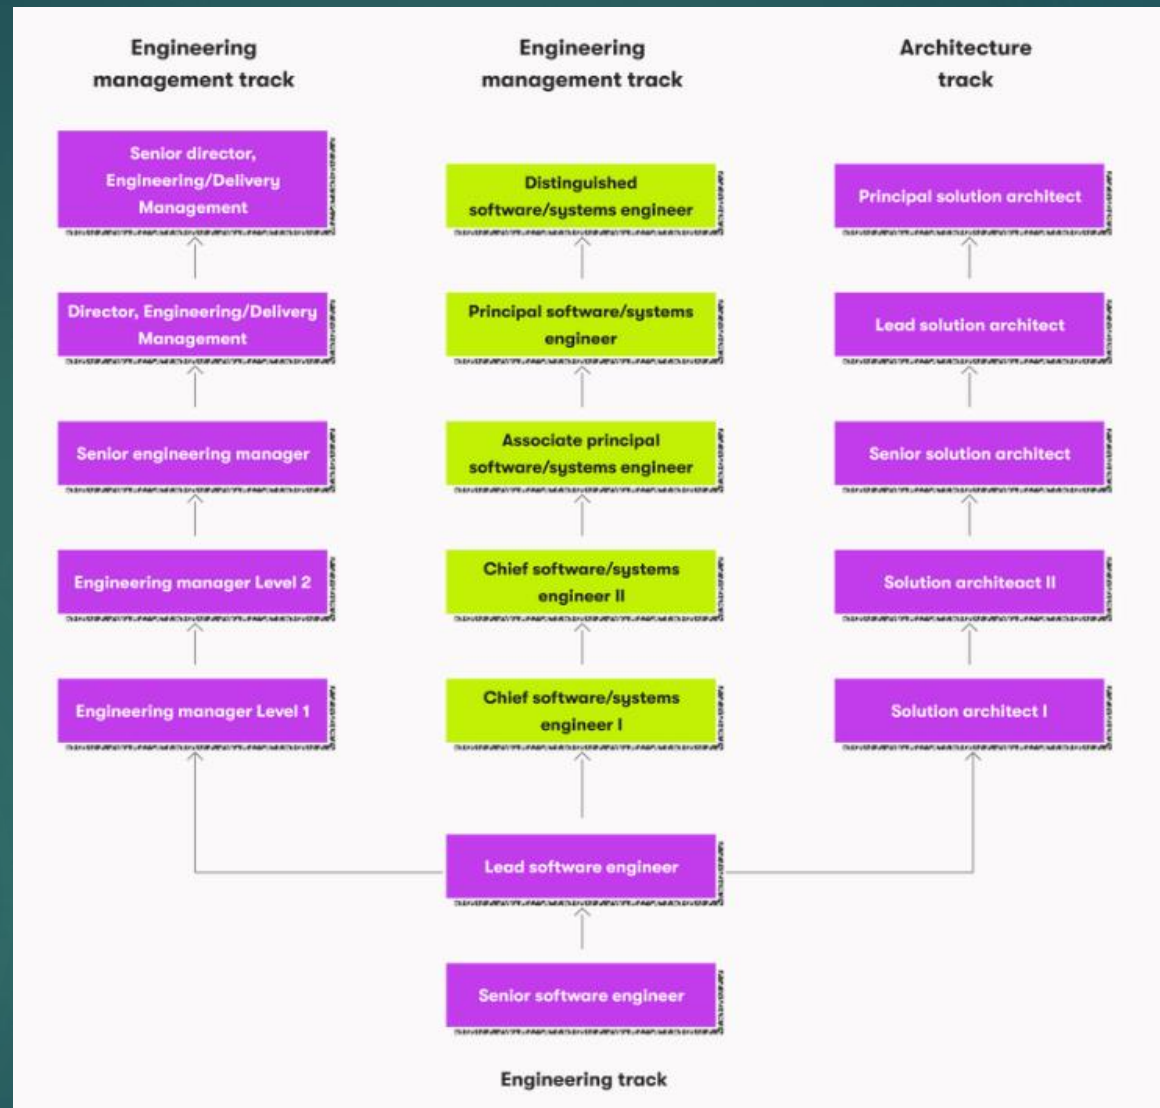 Engineering
management track
Senior director,
Engineering/Delivery
Management
Director, Engineering/Delivery
Management
Senior engineering manager
Engineering manager Level 2
Engineering manager Level 1
Engineering
management track
Distinguished
software/systems engineer
Principal software/systems
engineer
Associate principal
software/systems engineer
Chief software/systems
engineer II
Chief software/systems
engineer I
Architecture
track
Principal solution architect
Lead solution architect
Senior solution architect
Solution architeact II
Solution architect I
Lead software engineer
Senior software engineer
Engineering track